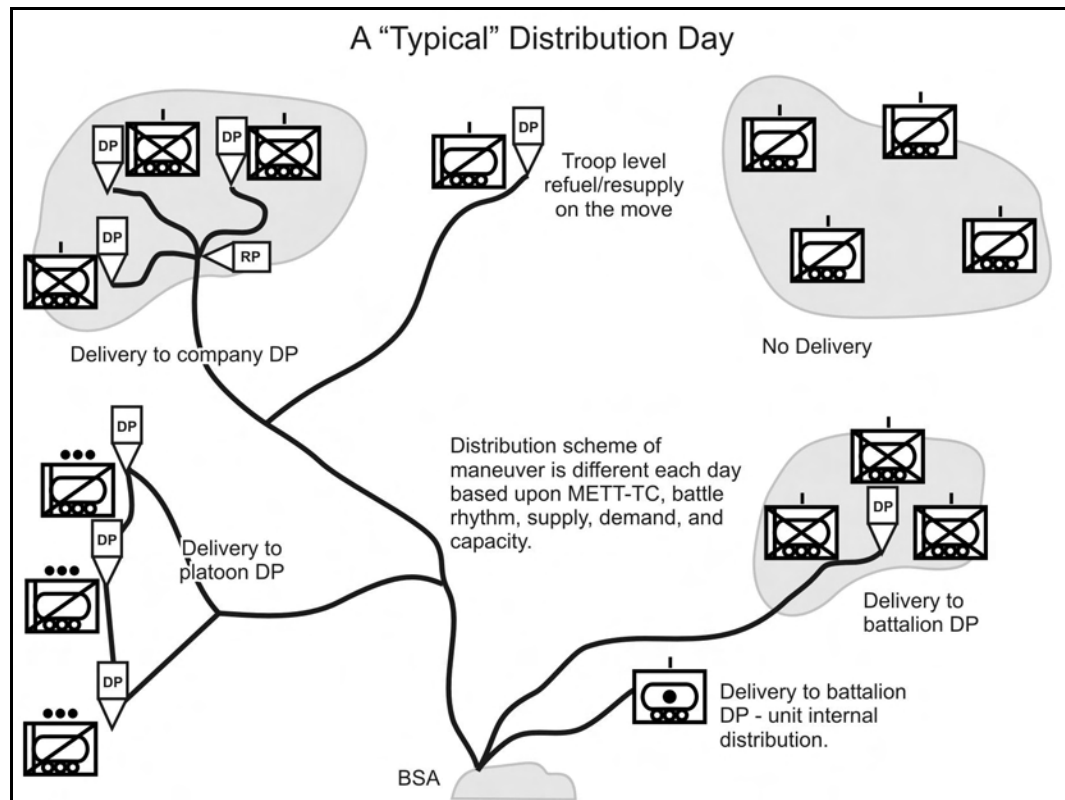 A “Typical” Distribution Day
DP
DP
DP
RP
Delivery to company DP
DP
Troop level
refuel/resupply
on the move
No Delivery
DP
DP
DP
Delivery to
platoon DP
Distribution scheme of
maneuver is different each day
based upon METT-TC, battle
rhythm, supply, demand, and
capacity.
DP
Delivery to
battalion DP
Delivery to battalion
DP - unit internal
distribution.
BSA